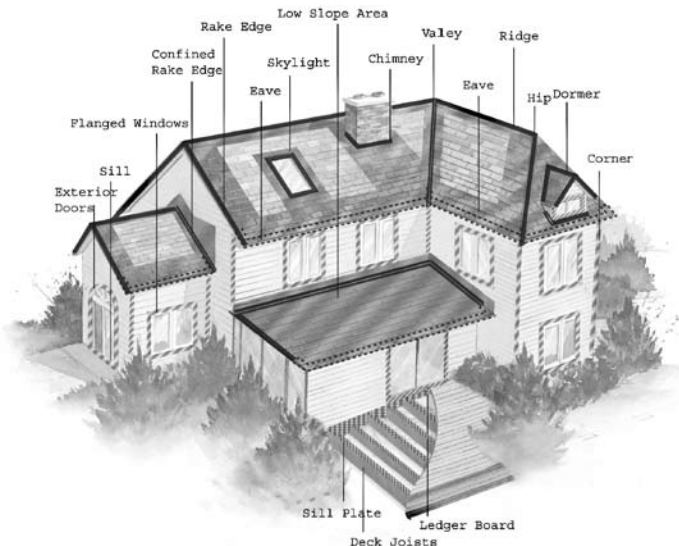 Low Slope Area
Rake Edge
Valey
Ridge
Confined
Rake Edge
Skylight
Chimney
Eave
Eave
Hip
Dormer
Flanged Windows
Corner
Sill
Exterior
Doors
Sill Plate
Ledger Board
Deck Joists